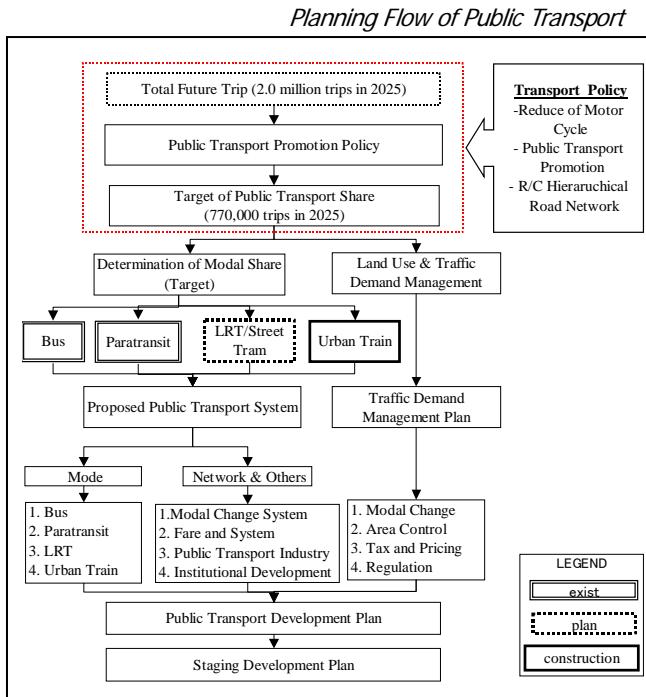 Planning Flow of Public Transport
Total Future Trip (2.0 million trips in 2025)
Public Transport Promotion Policy
Target of Public Transport Share
(770,000 trips in 2025)
Transport Policy
-Reduce of Motor
Cycle
- Public Transport
Promotion
- R/C Hieraruchical
Road Network
Determination of Modal Share
(Target)
Land Use & Traffic
Demand Management
Bus
Paratransit
LRT/Street
Tram
Urban Train
Proposed Public Transport System
Traffic Demand
Management Plan
Mode
Network & Others
1. Bus
2. Paratransit
3. LRT
4. Urban Train
1.Modal Change System
2. Fare and System
3. Public Transport Industry
4. Institutional Development
1. Modal Change
2. Area Control
3. Tax and Pricing
4. Regulation
Public Transport Development Plan
Staging Development Plan
LEGEND
exist
plan
construction